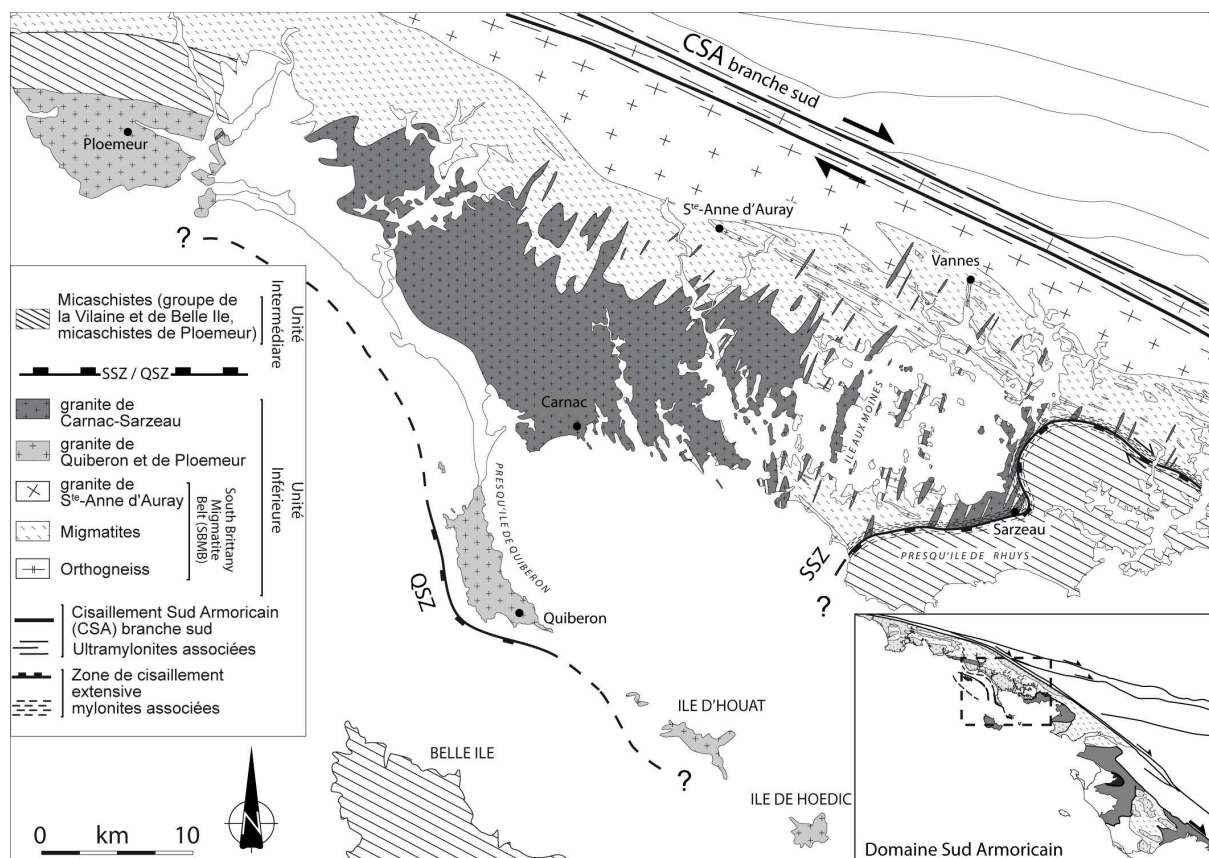 CSA branche sud
Ploemeur
?
Ste-Anne d'Auray
Vannes
Carnac
ILE AUX MOINES
PRESQU'ILE DE QUIBERON
QSZ
Quiberon
SSZ
?
Sarzeau
PRESQU'ILE DE RHUYS
ILE D'HOUAT
?
BELLE ILE
ILE DE HOEDIC
Micaschistes (groupe de
la Vilaine et de Belle Ile,
micaschistes de Ploemeur)
Unité
Intermédiare
SSZ / QSZ
granite de
Carnac-Sarzeau
granite de
Quiberon et de Ploemeur
granite de
Ste-Anne d'Auray
Migmatites
Orthogneiss
South Brittany
Migmatite
Belt (SBMB)
Unité
Inférieure
Cisaillement Sud Armoricain
(CSA) branche sud
Ultramylonites associées
Zone de cisaillement
extensive
mylonites associées
0 km 10
N
Domaine Sud Armoricain